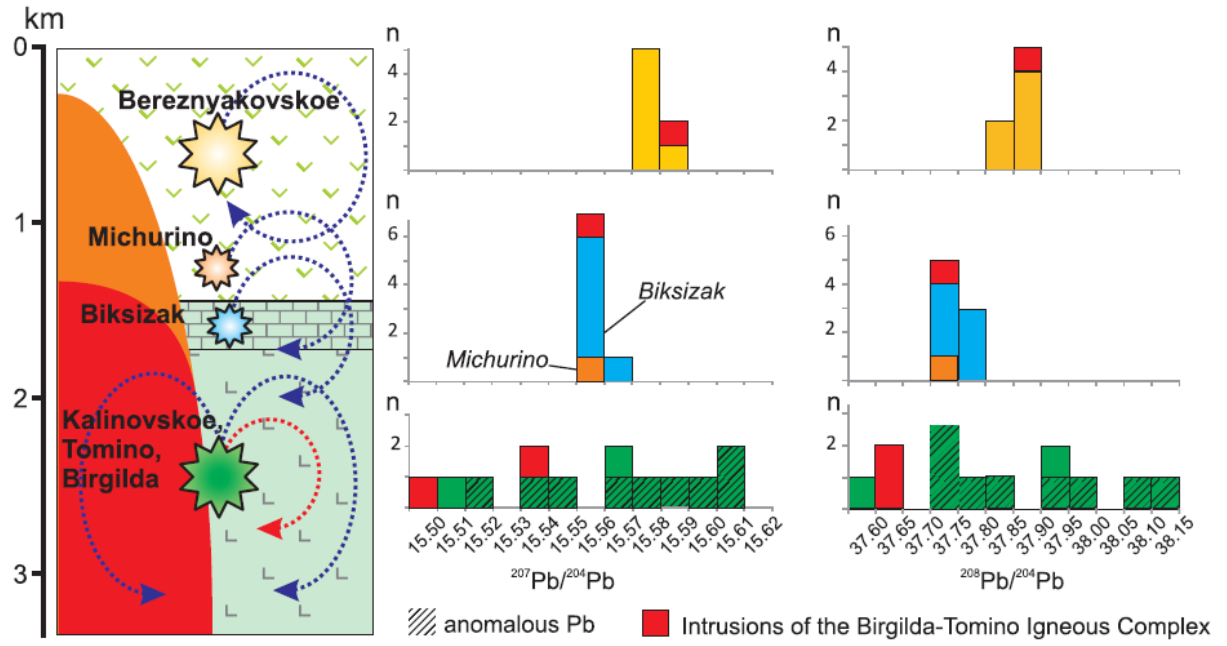 km
0
1
2
3
Bereznyakovskoe
Michurino
Biksizak
Kalinovskoe,
Tomino,
Birgilda
n
4
2
n
4
2
n
6
4
2
Biksizak
Michurino
n
6
4
2
n
2
15.50
15.51
15.52
15.53
15.54
15.55
15.56
15.57
15.58
15.59
15.60
15.61
15.62
²⁰⁷Pb/²⁰⁴Pb
n
2
37.60
37.65
37.70
37.75
37.80
37.85
37.90
37.95
38.00
38.05
38.10
38.15
²⁰⁸Pb/²⁰⁴Pb
anomalous Pb
Intrusions of the Birgilda-Tomino Igneous Complex